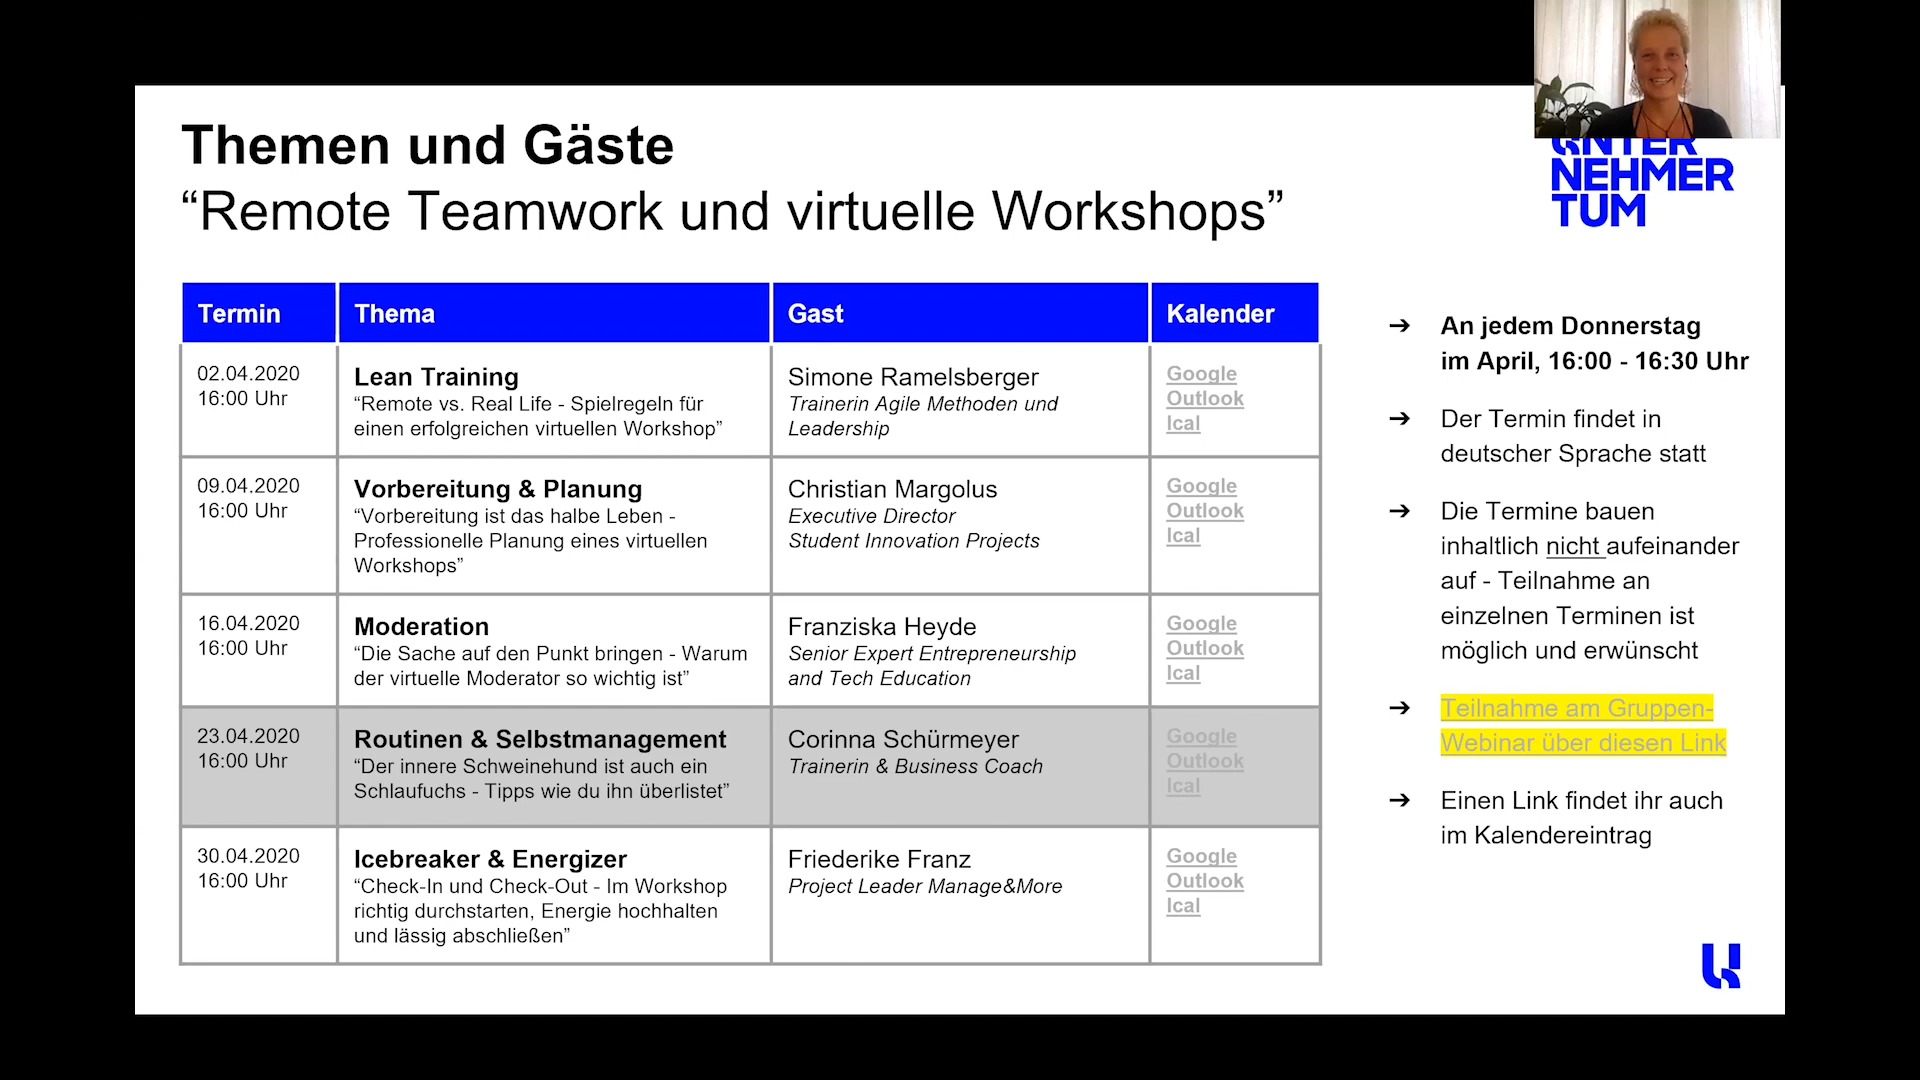 Themen und Gäste
“Remote Teamwork und virtuelle Workshops”
UNTER
NEHMER
TUM
Termin
Thema
Gast
Kalender
02.04.2020
16:00 Uhr
Lean Training
“Remote vs. Real Life - Spielregeln für
einen erfolgreichen virtuellen Workshop”
Simone Ramelsberger
Trainerin Agile Methoden und
Leadership
Google
Outlook
Ical
09.04.2020
16:00 Uhr
Vorbereitung & Planung
“Vorbereitung ist das halbe Leben -
Professionelle Planung eines virtuellen
Workshops”
Christian Margolus
Executive Director
Student Innovation Projects
Google
Outlook
Ical
16.04.2020
16:00 Uhr
Moderation
“Die Sache auf den Punkt bringen - Warum
der virtuelle Moderator so wichtig ist”
Franziska Heyde
Senior Expert Entrepreneurship
and Tech Education
Google
Outlook
Ical
23.04.2020
16:00 Uhr
Routinen & Selbstmanagement
“Der innere Schweinehund ist auch ein
Schlaufuchs - Tipps wie du ihn überlistet”
Corinna Schürmeyer
Trainerin & Business Coach
Google
Outlook
Ical
30.04.2020
16:00 Uhr
Icebreaker & Energizer
“Check-In und Check-Out - Im Workshop
richtig durchstarten, Energie hochhalten
und lässig abschließen”
Friederike Franz
Project Leader Manage&More
Google
Outlook
Ical
➔ An jedem Donnerstag
im April, 16:00 - 16:30 Uhr
➔ Der Termin findet in
deutscher Sprache statt
➔ Die Termine bauen
inhaltlich nicht aufeinander
auf - Teilnahme an
einzelnen Terminen ist
möglich und erwünscht
➔ Teilnahme am Gruppen-
Webinar über diesen Link
➔ Einen Link findet ihr auch
im Kalendereintrag